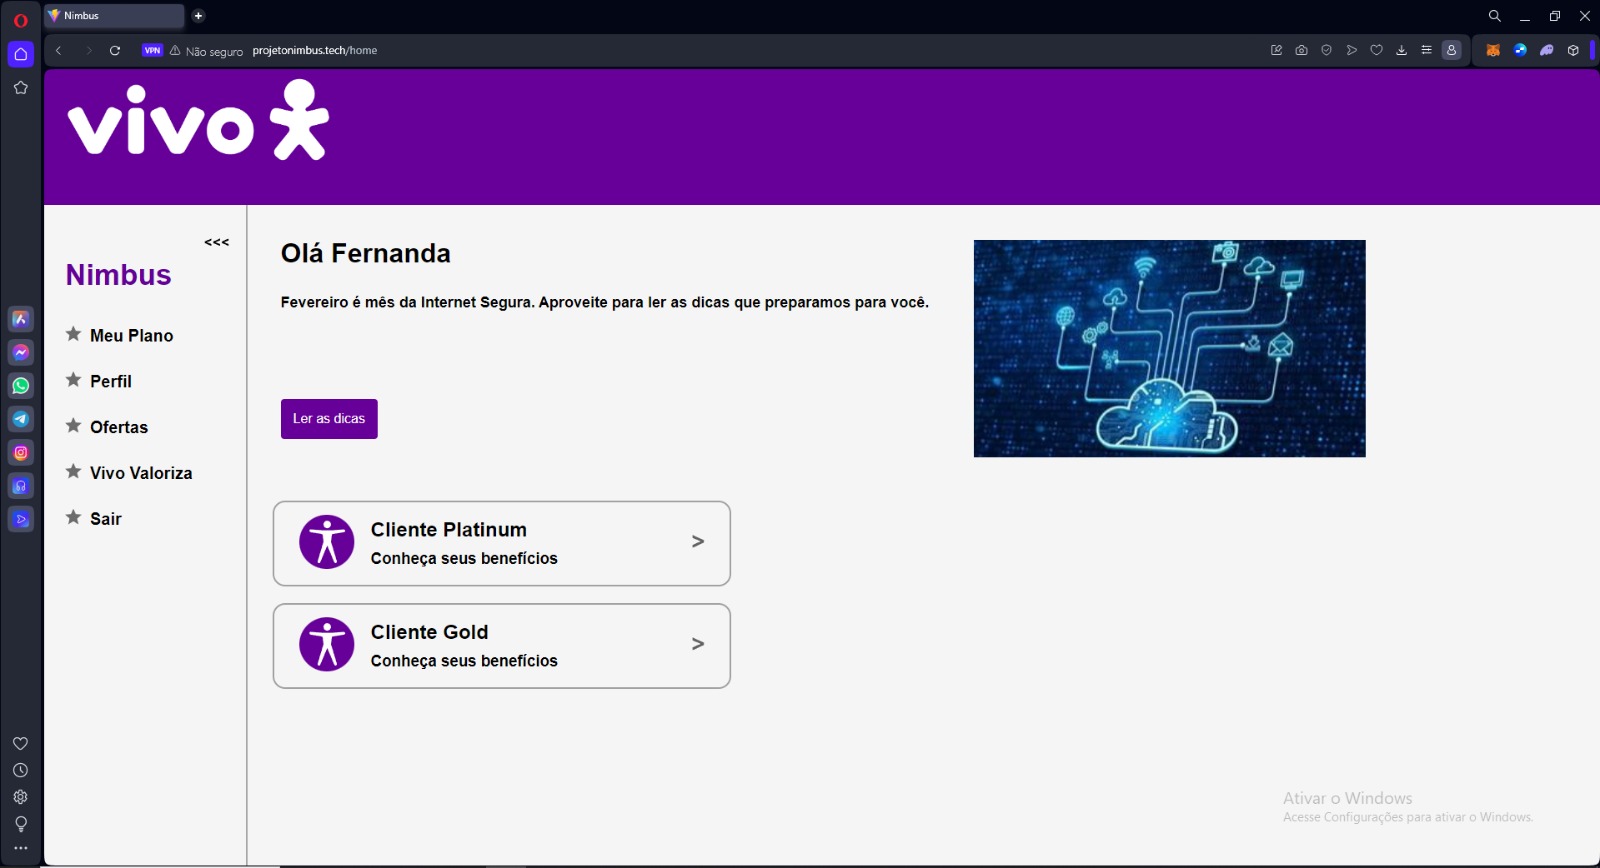 Nimbus
VPN
Não seguro
projetonimbus.tech/home
vivo
<<<
Nimbus
Meu Plano
Perfil
Ofertas
Vivo Valoriza
Sair
Olá Fernanda
Fevereiro é mês da Internet Segura. Aproveite para ler as dicas que preparamos para você.
Ler as dicas
Cliente Platinum
Conheça seus benefícios
>
Cliente Gold
Conheça seus benefícios
>
Ativar o Windows
Acesse Configurações para ativar o Windows.